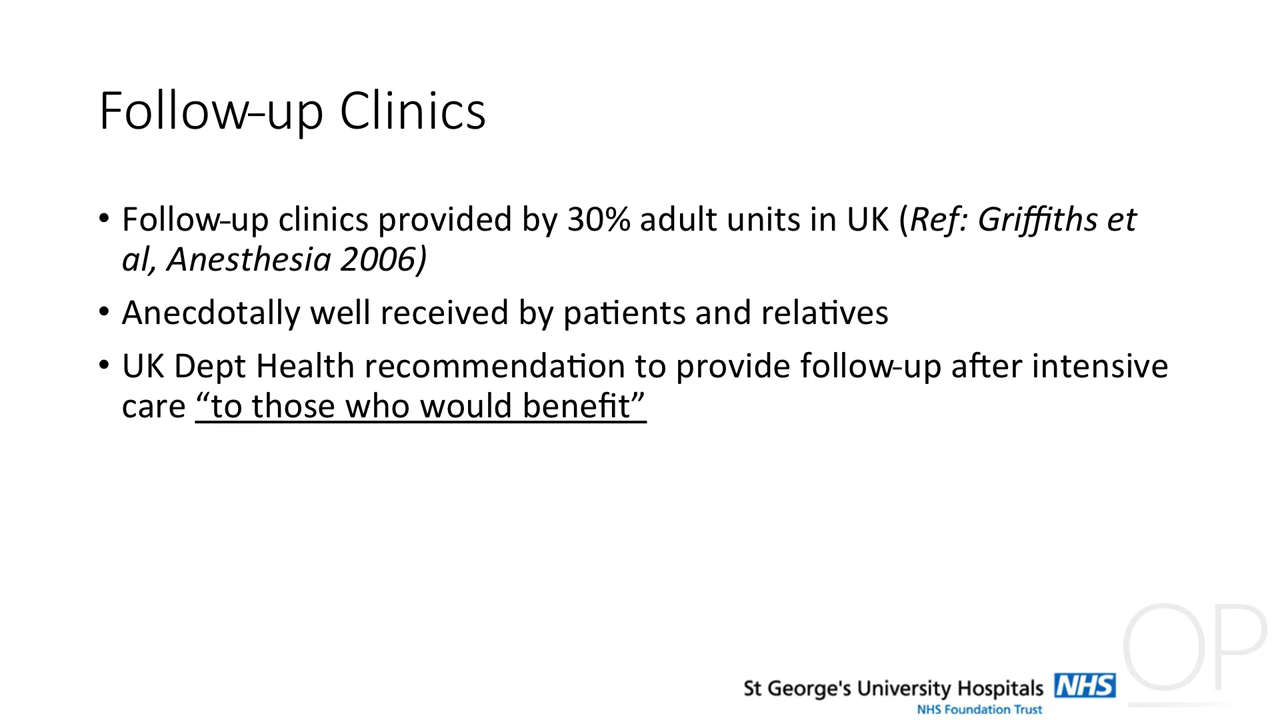 Follow-up Clinics
• Follow-up clinics provided by 30% adult units in UK (Ref: Griffiths et
al, Anesthesia 2006)
• Anecdotally well received by patients and relatives
• UK Dept Health recommendation to provide follow-up after intensive
care “to those who would benefit”
OP
St George's University Hospitals NHS
NHS Foundation Trust